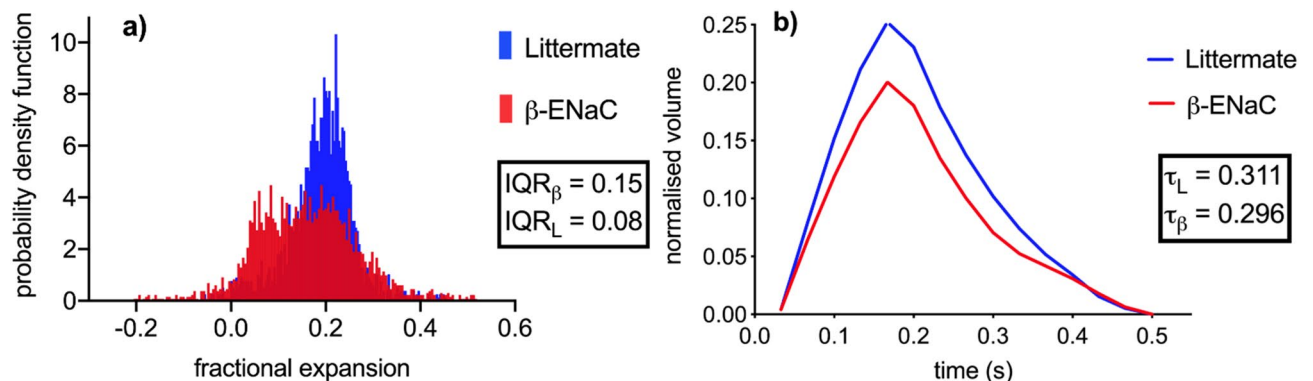 a)
probability density function
10
8
6
4
2
0
-0.2
0.0
0.2
0.4
0.6
fractional expansion
Littermate
β-ENaC
IQRβ = 0.15
IQRL = 0.08
b)
normalised volume
0.25
0.20
0.15
0.10
0.05
0.00
0.0
0.1
0.2
0.3
0.4
0.5
time (s)
Littermate
β-ENaC
τL = 0.311
τβ = 0.296